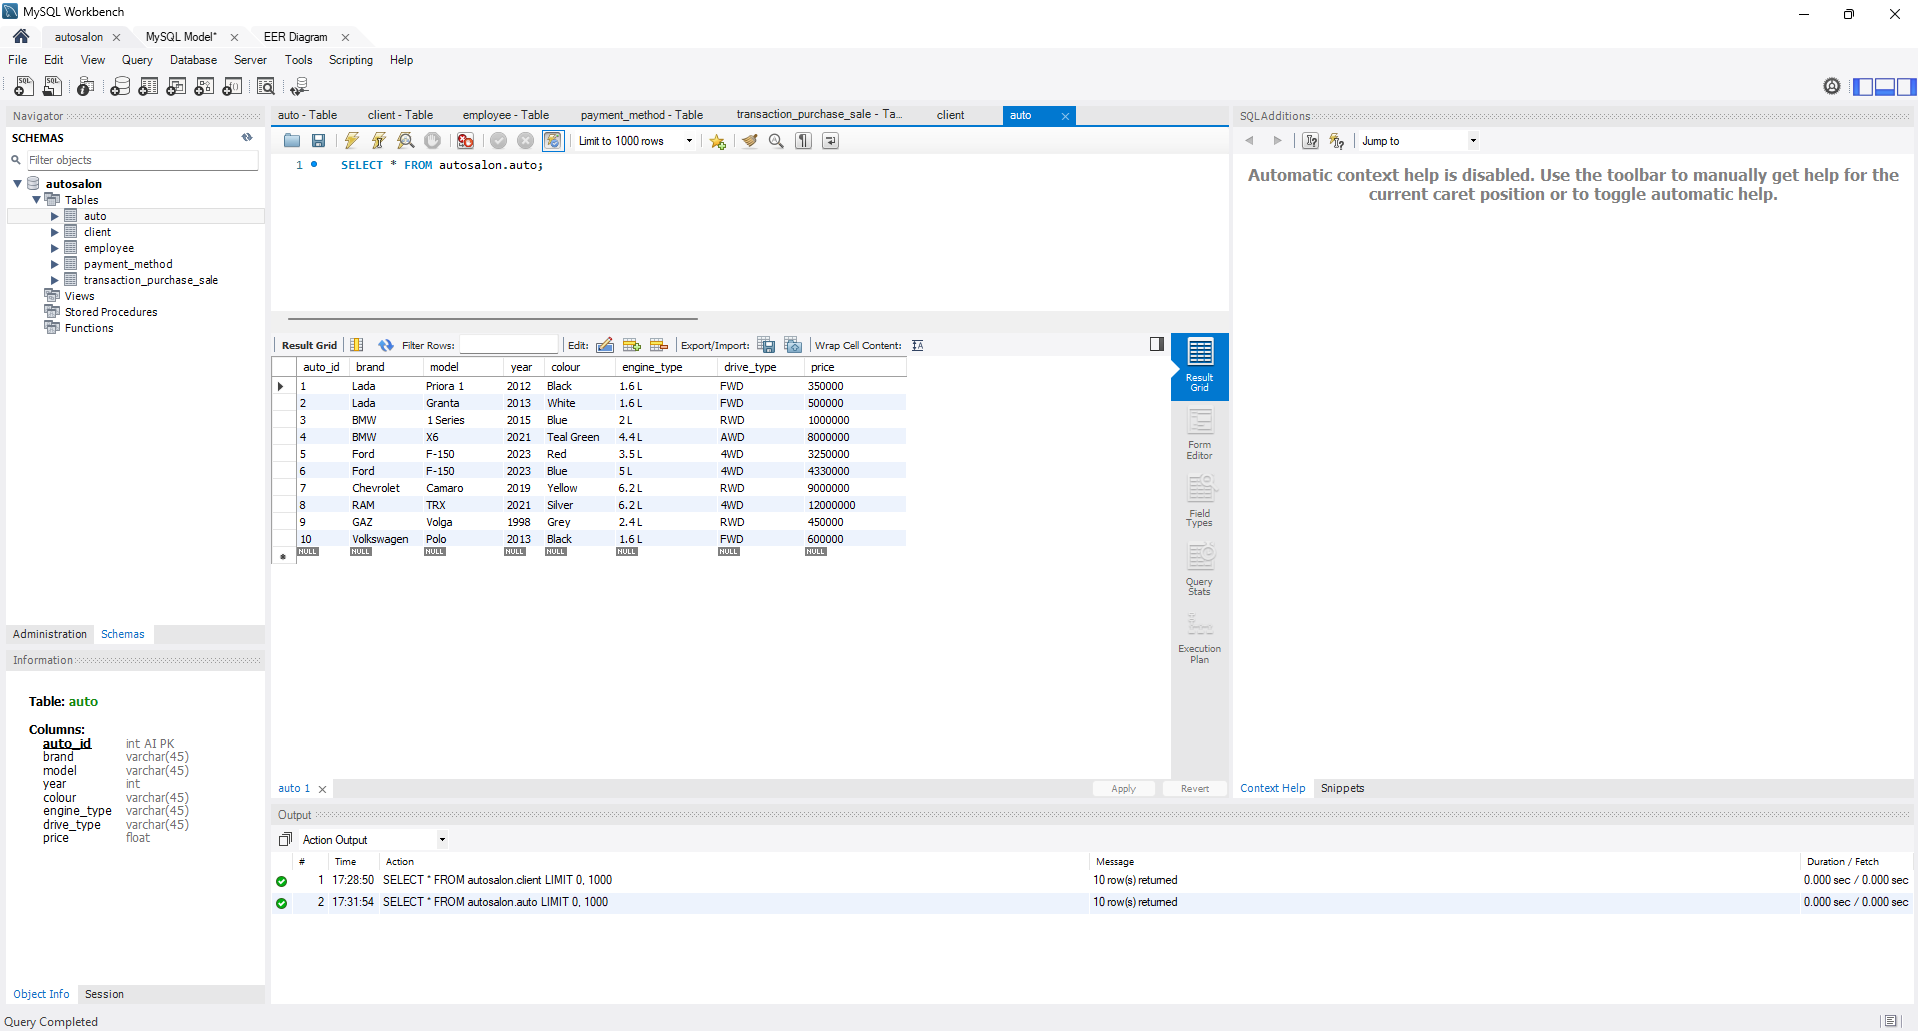 MySQL Workbench
autosalon MySQL Model* EER Diagram
File Edit View Query Database Server Tools Scripting Help
Navigator
SCHEMAS
Filter objects
autosalon
Tables
auto
client
employee
payment_method
transaction_purchase_sale
Views
Stored Procedures
Functions
Administration Schemas
Information
Table: auto
Columns:
auto_id int AI PK
brand varchar(45)
model varchar(45)
year int
colour varchar(45)
engine_type varchar(45)
drive_type varchar(45)
price float
Object Info Session
Query Completed
auto - Table client - Table employee - Table payment_method - Table transaction_purchase_sale - Ta... client auto
Limit to 1000 rows
1 SELECT * FROM autosalon.auto;
Result Grid Filter Rows: Edit: Export/Import: Wrap Cell Content:
auto_id brand model year colour engine_type drive_type price
1 Lada Priora 1 2012 Black 1.6 L FWD 350000
2 Lada Granta 2013 White 1.6 L FWD 500000
3 BMW 1 Series 2015 Blue 2 L RWD 1000000
4 BMW X6 2021 Teal Green 4.4 L AWD 8000000
5 Ford F-150 2023 Red 3.5 L 4WD 3250000
6 Ford F-150 2023 Blue 5 L 4WD 4330000
7 Chevrolet Camaro 2019 Yellow 6.2 L RWD 9000000
8 RAM TRX 2021 Silver 6.2 L 4WD 12000000
9 GAZ Volga 1998 Grey 2.4 L RWD 450000
10 Volkswagen Polo 2013 Black 1.6 L FWD 600000
NULL NULL NULL NULL NULL NULL NULL NULL
Result
Grid
Form
Editor
Field
Types
Query
Stats
Execution
Plan
auto 1 Apply Revert
SQLAdditions
Jump to
Automatic context help is disabled. Use the toolbar to manually get help for the
current caret position or to toggle automatic help.
Context Help Snippets
Output
Action Output
# Time Action Message Duration / Fetch
1 17:28:50 SELECT * FROM autosalon.client LIMIT 0, 1000 10 row(s) returned 0.000 sec / 0.000 sec
2 17:31:54 SELECT * FROM autosalon.auto LIMIT 0, 1000 10 row(s) returned 0.000 sec / 0.000 sec